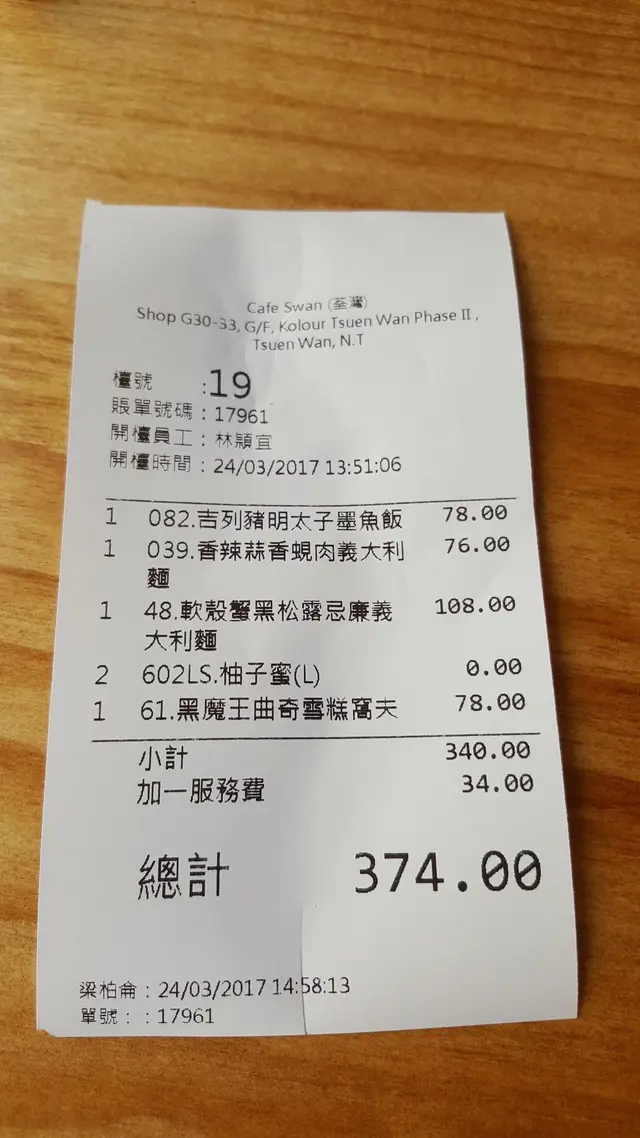 Cafe Swan (荃灣)
Shop G30-33, G/F, Kolour Tsuen Wan Phase II ,
Tsuen Wan, N.T
檯號 :19
賬單號碼 : 17961
開檯員工 : 林穎宜
開檯時間 : 24/03/2017 13:51:06
1 082.吉列豬明太子墨魚飯 78.00
1 039.香辣蒜香蜆肉義大利 76.00
麵
1 48.軟殼蟹黑松露忌廉義 108.00
大利麵
2 602LS.柚子蜜(L) 0.00
1 61.黑魔王曲奇雪糕窩夫 78.00
小計 340.00
加一服務費 34.00
總計 374.00
梁柏侖 : 24/03/2017 14:58:13
單號 : : 17961